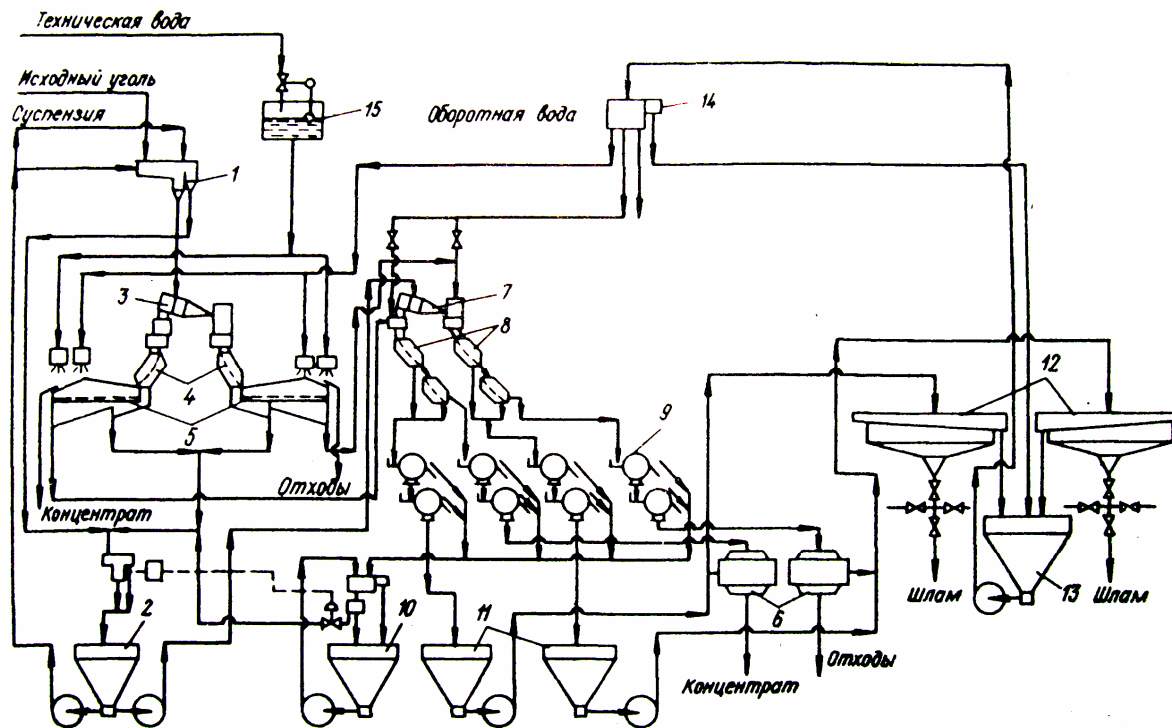 Техническая вода
Исходный уголь
Суспензия
Оборотная вода
15
14
1
3
7
8
4
5
12
9
Отходы
Концентрат
2
10
11
6
13
Шлам
Шлам
Отходы
Концентрат